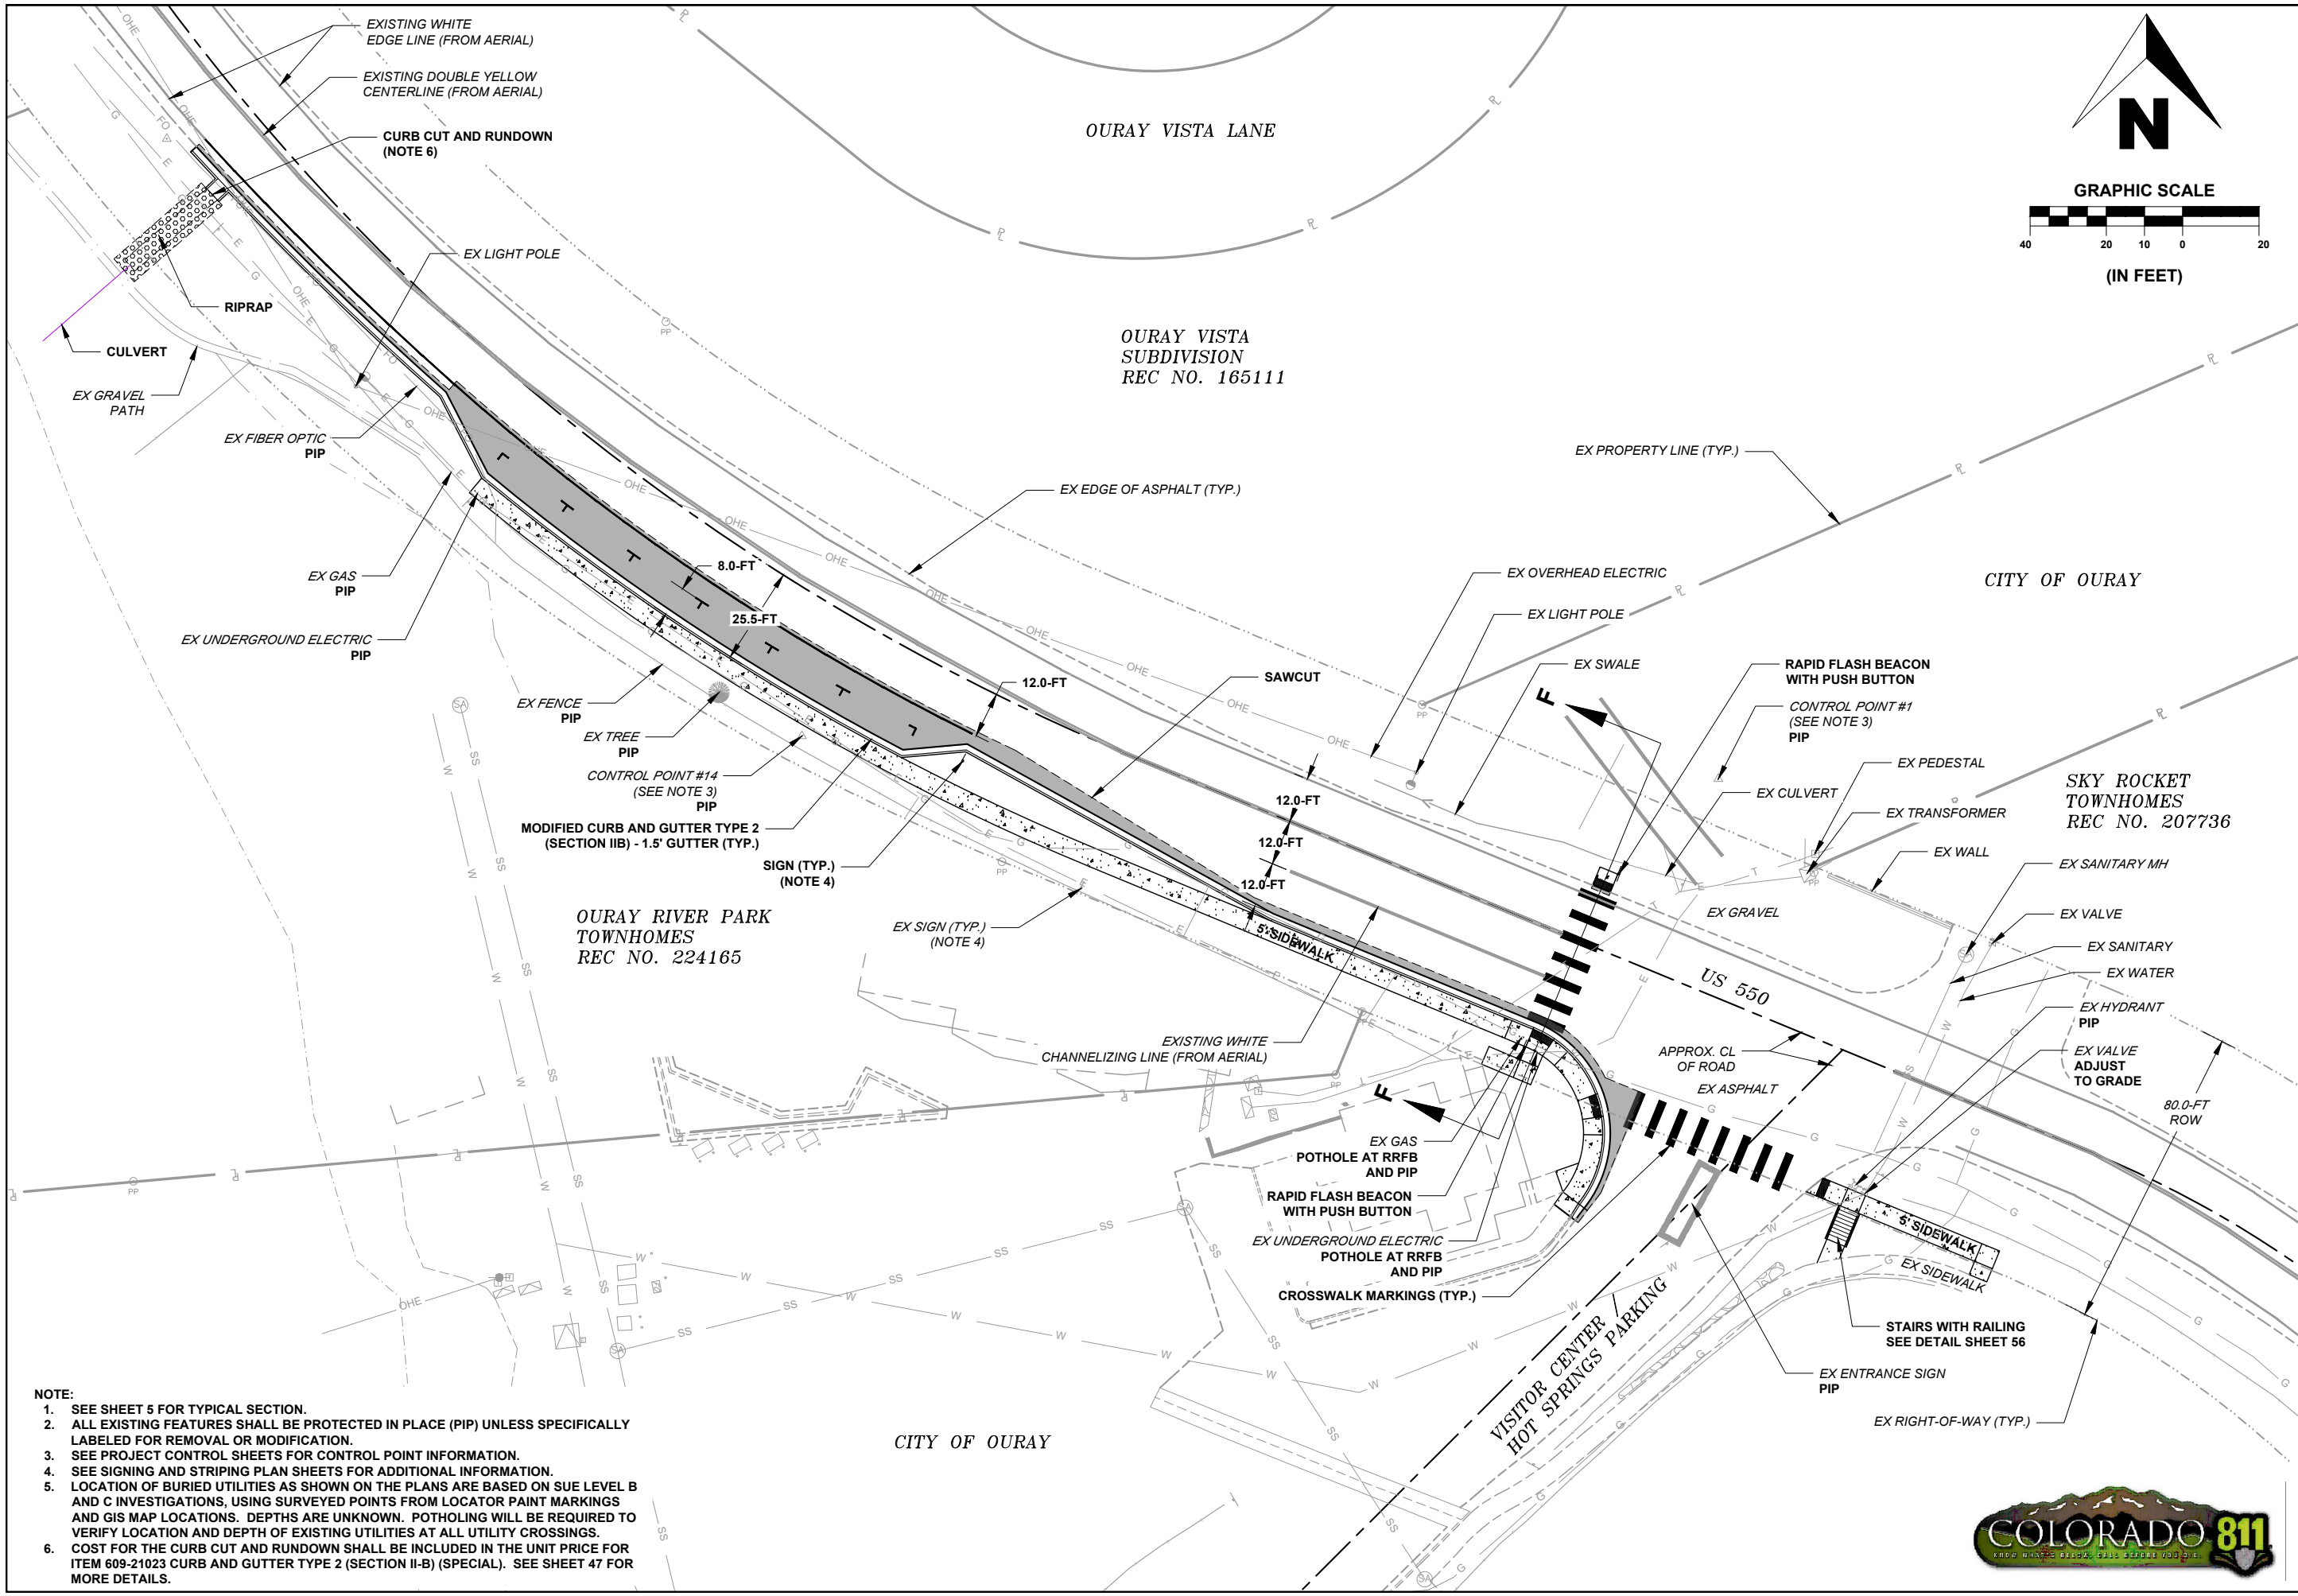 EXISTING WHITE
EDGE LINE (FROM AERIAL)
EXISTING DOUBLE YELLOW
CENTERLINE (FROM AERIAL)
CURB CUT AND RUNDOWN
(NOTE 6)
OURAY VISTA LANE
N
GRAPHIC SCALE
40 20 10 0 20
(IN FEET)
EX LIGHT POLE
RIPRAP
CULVERT
EX GRAVEL
PATH
EX FIBER OPTIC
PIP
OURAY VISTA
SUBDIVISION
REC NO. 165111
EX PROPERTY LINE (TYP.)
EX EDGE OF ASPHALT (TYP.)
EX GAS
PIP
EX UNDERGROUND ELECTRIC
PIP
8.0-FT
25.5-FT
12.0-FT
SAWCUT
EX OVERHEAD ELECTRIC
EX LIGHT POLE
EX SWALE
CITY OF OURAY
RAPID FLASH BEACON
WITH PUSH BUTTON
CONTROL POINT #1
(SEE NOTE 3)
PIP
F
EX PEDESTAL
EX CULVERT
EX TRANSFORMER
EX WALL
SKY ROCKET
TOWNHOMES
REC NO. 207736
EX SANITARY MH
EX VALVE
EX SANITARY
EX WATER
EX HYDRANT
PIP
EX VALVE
ADJUST
TO GRADE
80.0-FT
ROW
EX FENCE
PIP
EX TREE
PIP
CONTROL POINT #14
(SEE NOTE 3)
PIP
MODIFIED CURB AND GUTTER TYPE 2
(SECTION IIB) - 1.5' GUTTER (TYP.)
SIGN (TYP.)
(NOTE 4)
12.0-FT
12.0-FT
12.0-FT
OURAY RIVER PARK
TOWNHOMES
REC NO. 224165
EX SIGN (TYP.)
(NOTE 4)
5' SIDEWALK
EX GRAVEL
US 550
EXISTING WHITE
CHANNELIZING LINE (FROM AERIAL)
APPROX. CL
OF ROAD
EX ASPHALT
F
EX GAS
POTHOLE AT RRFB
AND PIP
RAPID FLASH BEACON
WITH PUSH BUTTON
EX UNDERGROUND ELECTRIC
POTHOLE AT RRFB
AND PIP
CROSSWALK MARKINGS (TYP.)
5' SIDEWALK
EX SIDEWALK
STAIRS WITH RAILING
SEE DETAIL SHEET 56
EX ENTRANCE SIGN
PIP
EX RIGHT-OF-WAY (TYP.)
VISITOR CENTER
HOT SPRINGS PARKING
CITY OF OURAY
NOTE:
1. SEE SHEET 5 FOR TYPICAL SECTION.
2. ALL EXISTING FEATURES SHALL BE PROTECTED IN PLACE (PIP) UNLESS SPECIFICALLY
LABELED FOR REMOVAL OR MODIFICATION.
3. SEE PROJECT CONTROL SHEETS FOR CONTROL POINT INFORMATION.
4. SEE SIGNING AND STRIPING PLAN SHEETS FOR ADDITIONAL INFORMATION.
5. LOCATION OF BURIED UTILITIES AS SHOWN ON THE PLANS ARE BASED ON SUE LEVEL B
AND C INVESTIGATIONS, USING SURVEYED POINTS FROM LOCATOR PAINT MARKINGS
AND GIS MAP LOCATIONS. DEPTHS ARE UNKNOWN. POTHOLING WILL BE REQUIRED TO
VERIFY LOCATION AND DEPTH OF EXISTING UTILITIES AT ALL UTILITY CROSSINGS.
6. COST FOR THE CURB CUT AND RUNDOWN SHALL BE INCLUDED IN THE UNIT PRICE FOR
ITEM 609-21023 CURB AND GUTTER TYPE 2 (SECTION II-B) (SPECIAL). SEE SHEET 47 FOR
MORE DETAILS.
COLORADO 811
KNOW WHAT'S BELOW. CALL BEFORE YOU DIG.